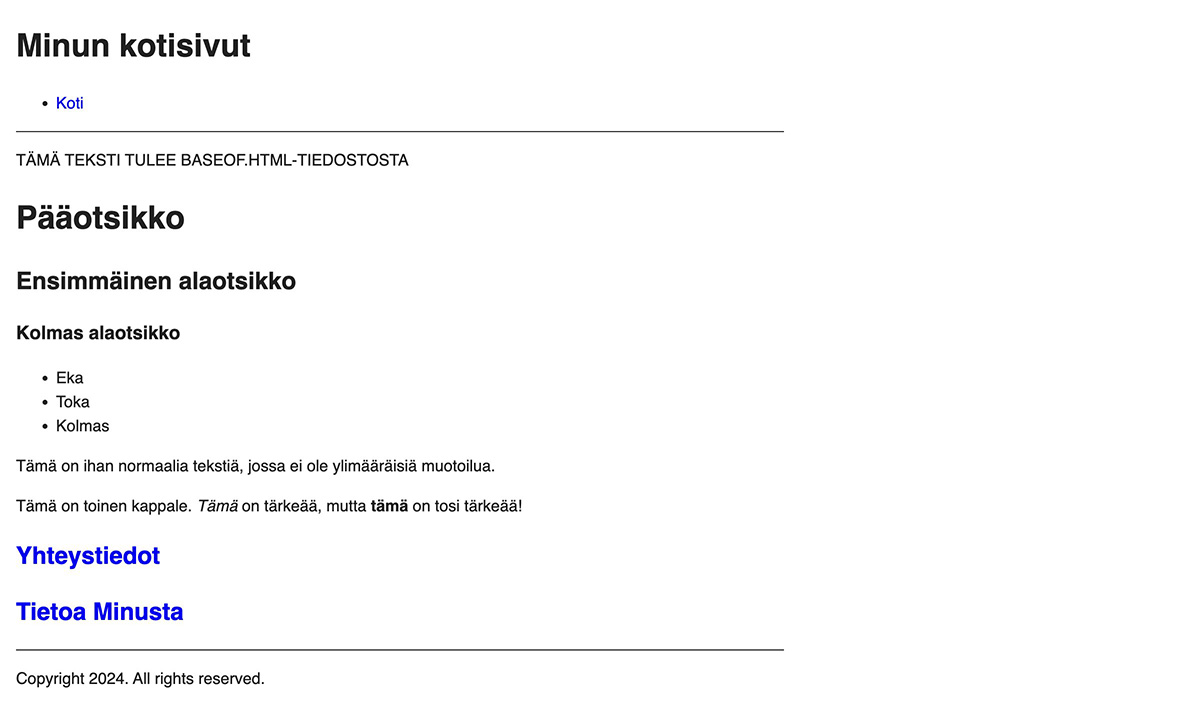 Minun kotisivut
Koti
TÄMÄ TEKSTI TULEE BASEOF.HTML-TIEDOSTOSTA
Pääotsikko
Ensimmäinen alaotsikko
Kolmas alaotsikko
Eka
Toka
Kolmas
Tämä on ihan normaalia tekstiä, jossa ei ole ylimääräisiä muotoilua.
Tämä on toinen kappale. Tämä on tärkeää, mutta tämä on tosi tärkeää!
Yhteystiedot
Tietoa Minusta
Copyright 2024. All rights reserved.